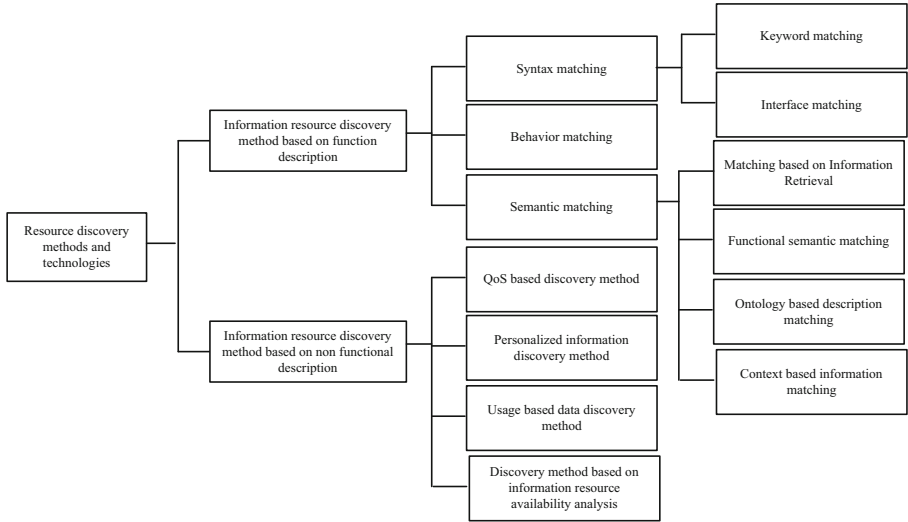 Resource discovery
methods and
technologies
Information resource discovery
method based on function
description
Information resource discovery
method based on non functional
description
Syntax matching
Behavior matching
Semantic matching
QoS based discovery method
Personalized information
discovery method
Usage based data discovery
method
Discovery method based on
information resource
availability analysis
Keyword matching
Interface matching
Matching based on Information
Retrieval
Functional semantic matching
Ontology based description
matching
Context based information
matching